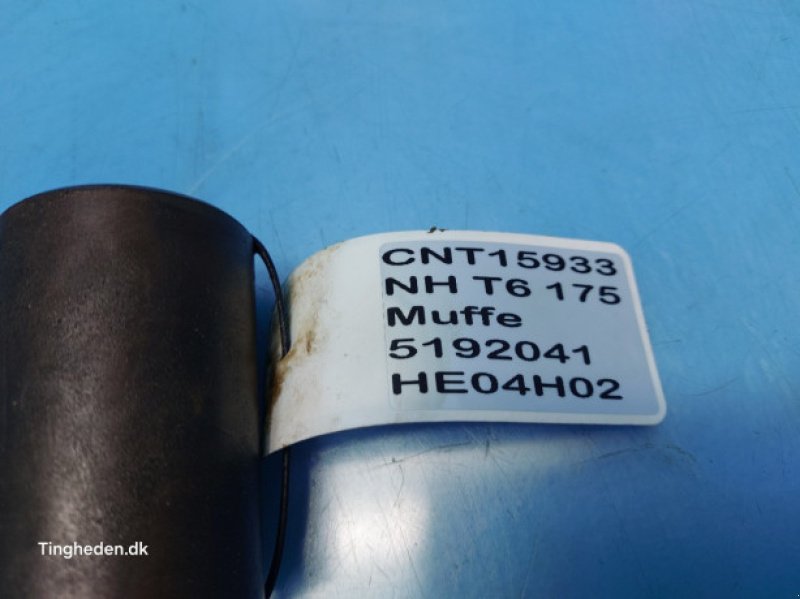 CNT15933
NH T6 175
Muffe
5192041
HE04H02
Tingheden.dk